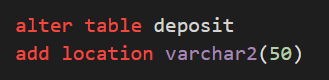 alter table deposit
add location varchar2(50)